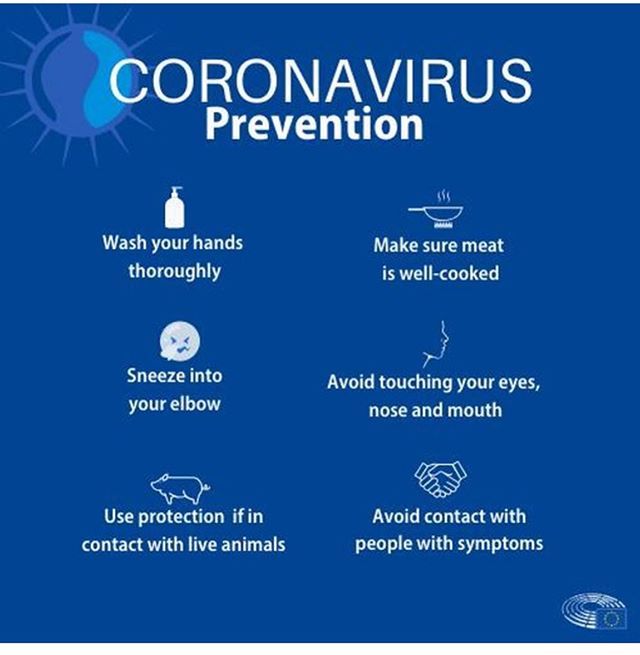 CORONAVIRUS
Prevention
Wash your hands
thoroughly
Make sure meat
is well-cooked
Sneeze into
your elbow
Avoid touching your eyes,
nose and mouth
Use protection if in
contact with live animals
Avoid contact with
people with symptoms